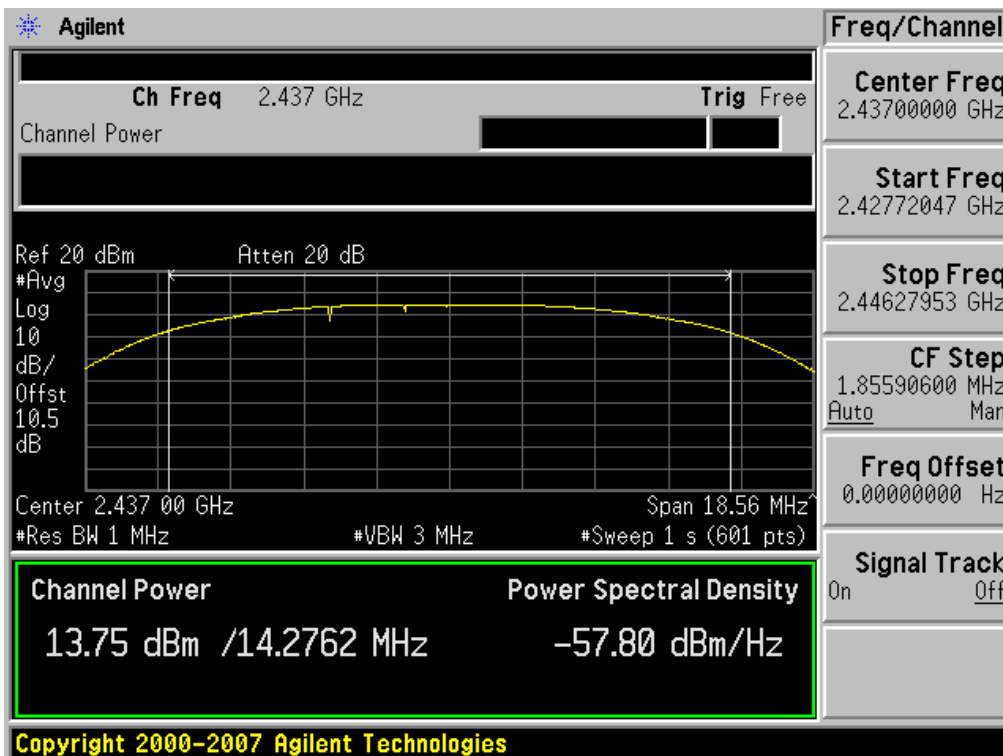 Agilent
Freq/Channel
Ch Freq 2.437 GHz
Trig Free
Channel Power
Center Freq
2.43700000 GHz
Start Freq
2.42772047 GHz
Stop Freq
2.44627953 GHz
CF Step
1.85590600 MHz
Auto Man
Freq Offset
0.00000000 Hz
Signal Track
On Off
Ref 20 dBm
Atten 20 dB
#Avg
Log
10
dB/
Offst
10.5
dB
Center 2.437 00 GHz
Span 18.56 MHz^
#Res BW 1 MHz
#VBW 3 MHz
#Sweep 1 s (601 pts)
Channel Power
Power Spectral Density
13.75 dBm /14.2762 MHz
-57.80 dBm/Hz
Copyright 2000-2007 Agilent Technologies